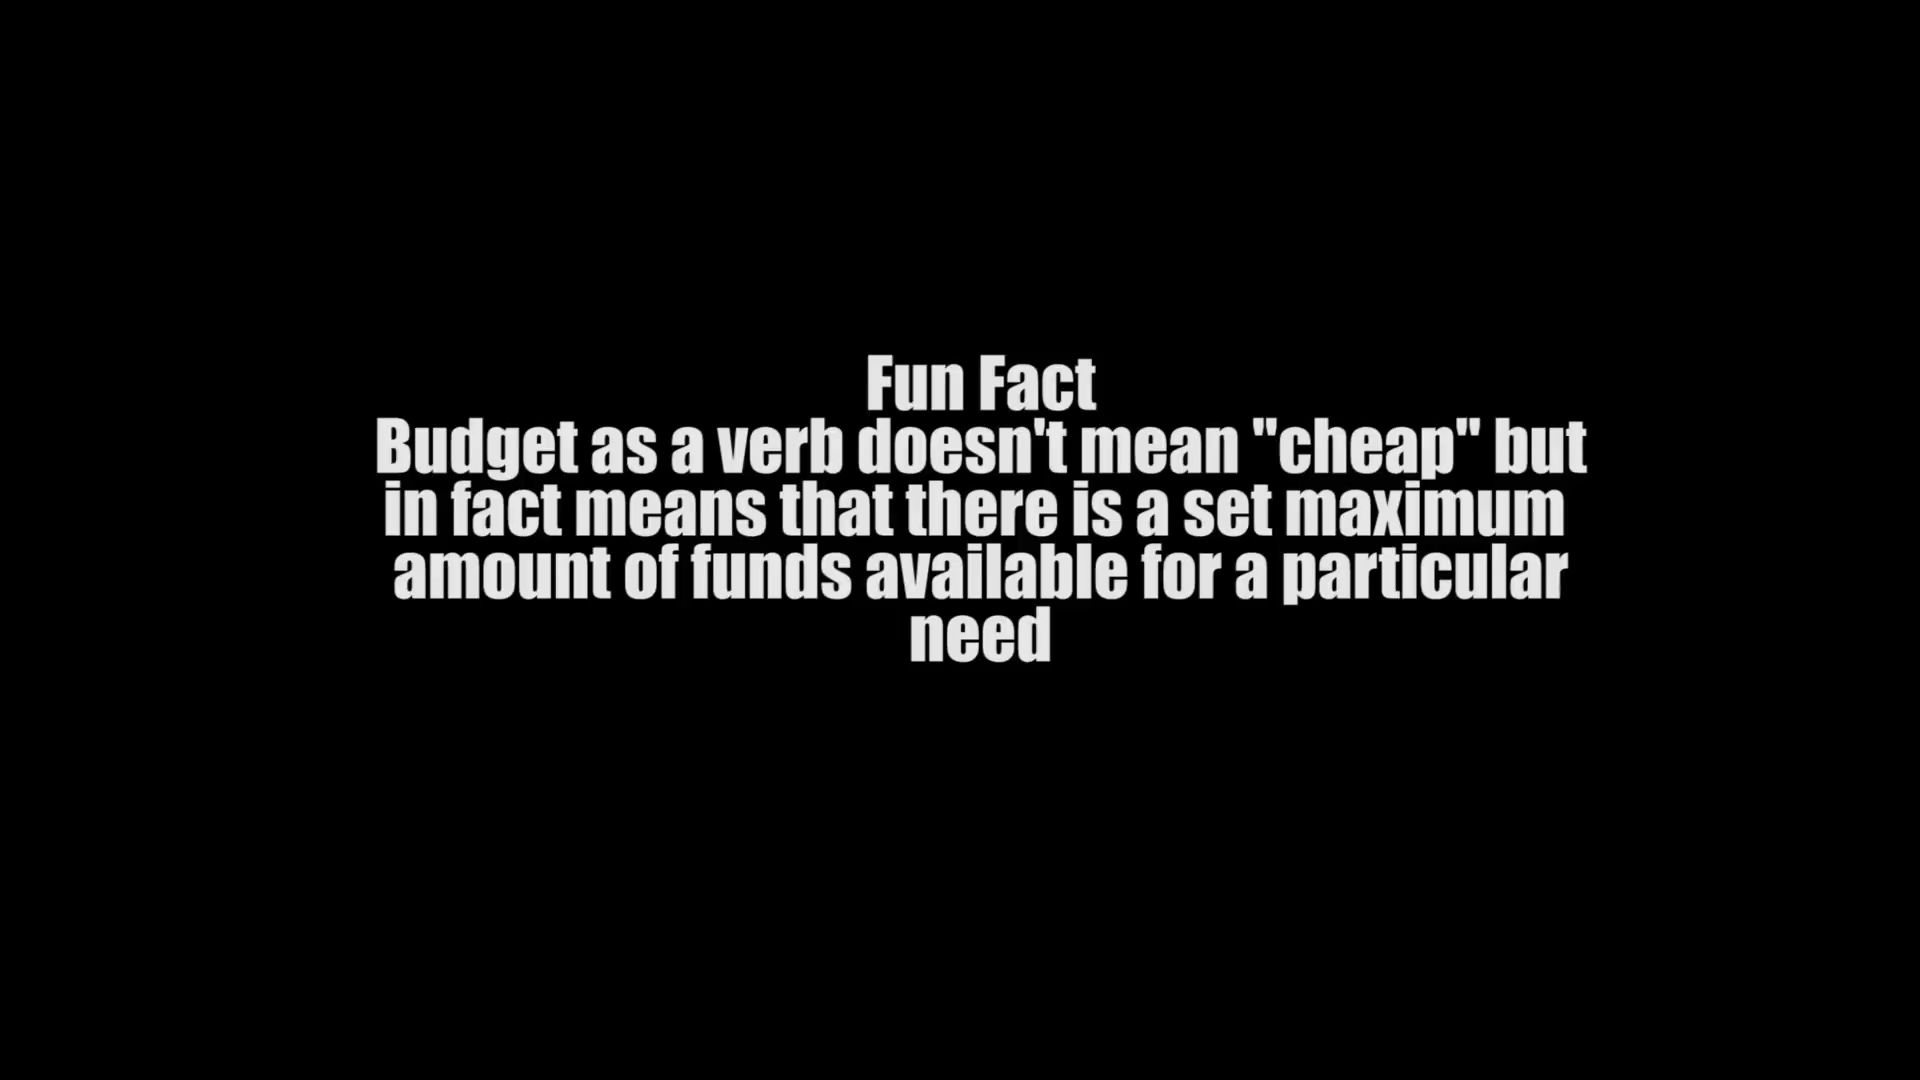 Fun Fact
Budget as a verb doesn't mean "cheap" but
in fact means that there is a set maximum
amount of funds available for a particular
need